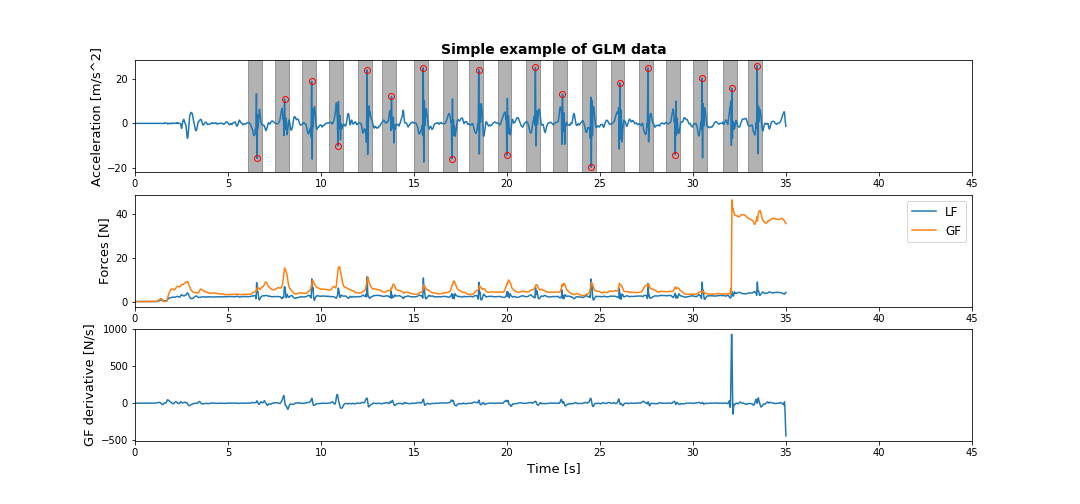 Simple example of GLM data
Acceleration [m/s^2]
20
0
−20
0 5 10 15 20 25 30 35 40 45
Forces [N]
40
20
0
LF
GF
0 5 10 15 20 25 30 35 40 45
GF derivative [N/s]
1000
500
0
−500
0 5 10 15 20 25 30 35 40 45
Time [s]